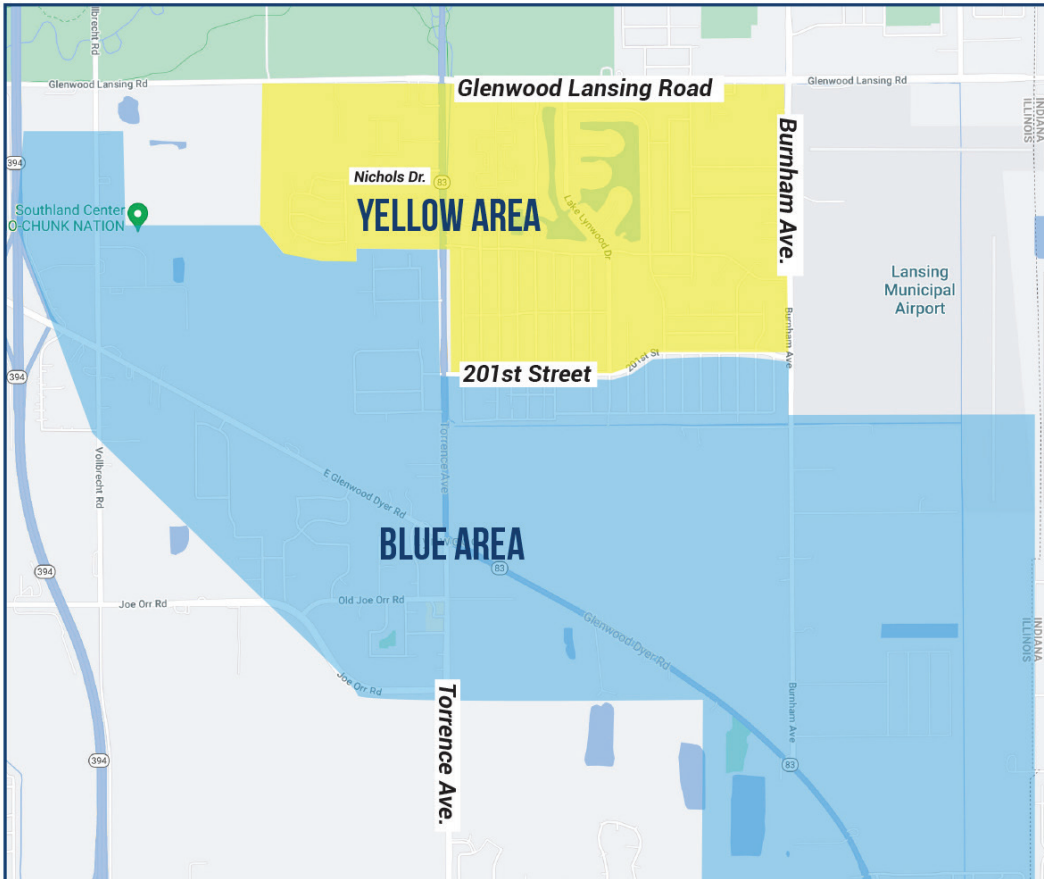 Vollbrecht Rd
Glenwood Lansing Rd
Glenwood Lansing Road
Glenwood Lansing Rd
INDIANA
ILLINOIS
Burnham Ave.
394
Nichols Dr.
83
YELLOW AREA
Lake Lynwood Dr
Southland Center
O-CHUNK NATION
Lansing
Municipal
Airport
Burnham Ave
201st St
201st Street
394
Vollbrecht Rd
Torrence Ave
E Glenwood Dyer Rd
BLUE AREA
83
394
Joe Orr Rd
Old Joe Orr Rd
Glenwood Dyer Rd
INDIANA
ILLINOIS
Joe Orr Rd
Torrence Ave.
Burnham Ave
394
83